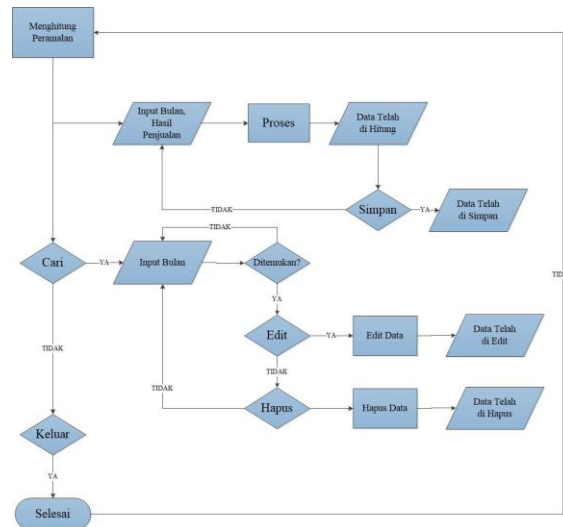 Menghitung
Peramalan
Input Bulan,
Hasil
Penjualan
Proses
Data Telah
di Hitung
TIDAK
Simpan
YA
Data Telah
di Simpan
TIDAK
Cari
YA
Input Bulan
Ditemukan?
YA
Edit
YA
Edit Data
Data Telah
di Edit
TIDAK
TIDAK
TIDAK
Hapus
Hapus Data
Data Telah
di Hapus
Keluar
YA
Selesai